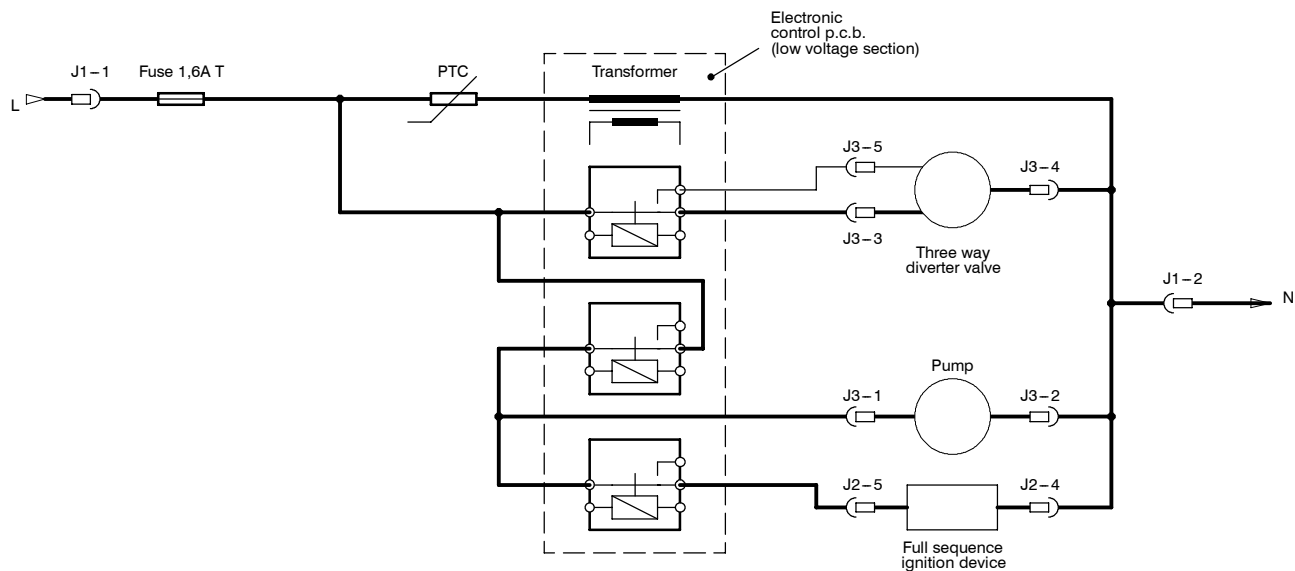 Electronic
control p.c.b.
(low voltage section)
J1-1
Fuse 1,6A T
PTC
Transformer
L
J3-5
J3-4
J3-3
Three way
diverter valve
J1-2
N
Pump
J3-1
J3-2
J2-5
J2-4
Full sequence
ignition device